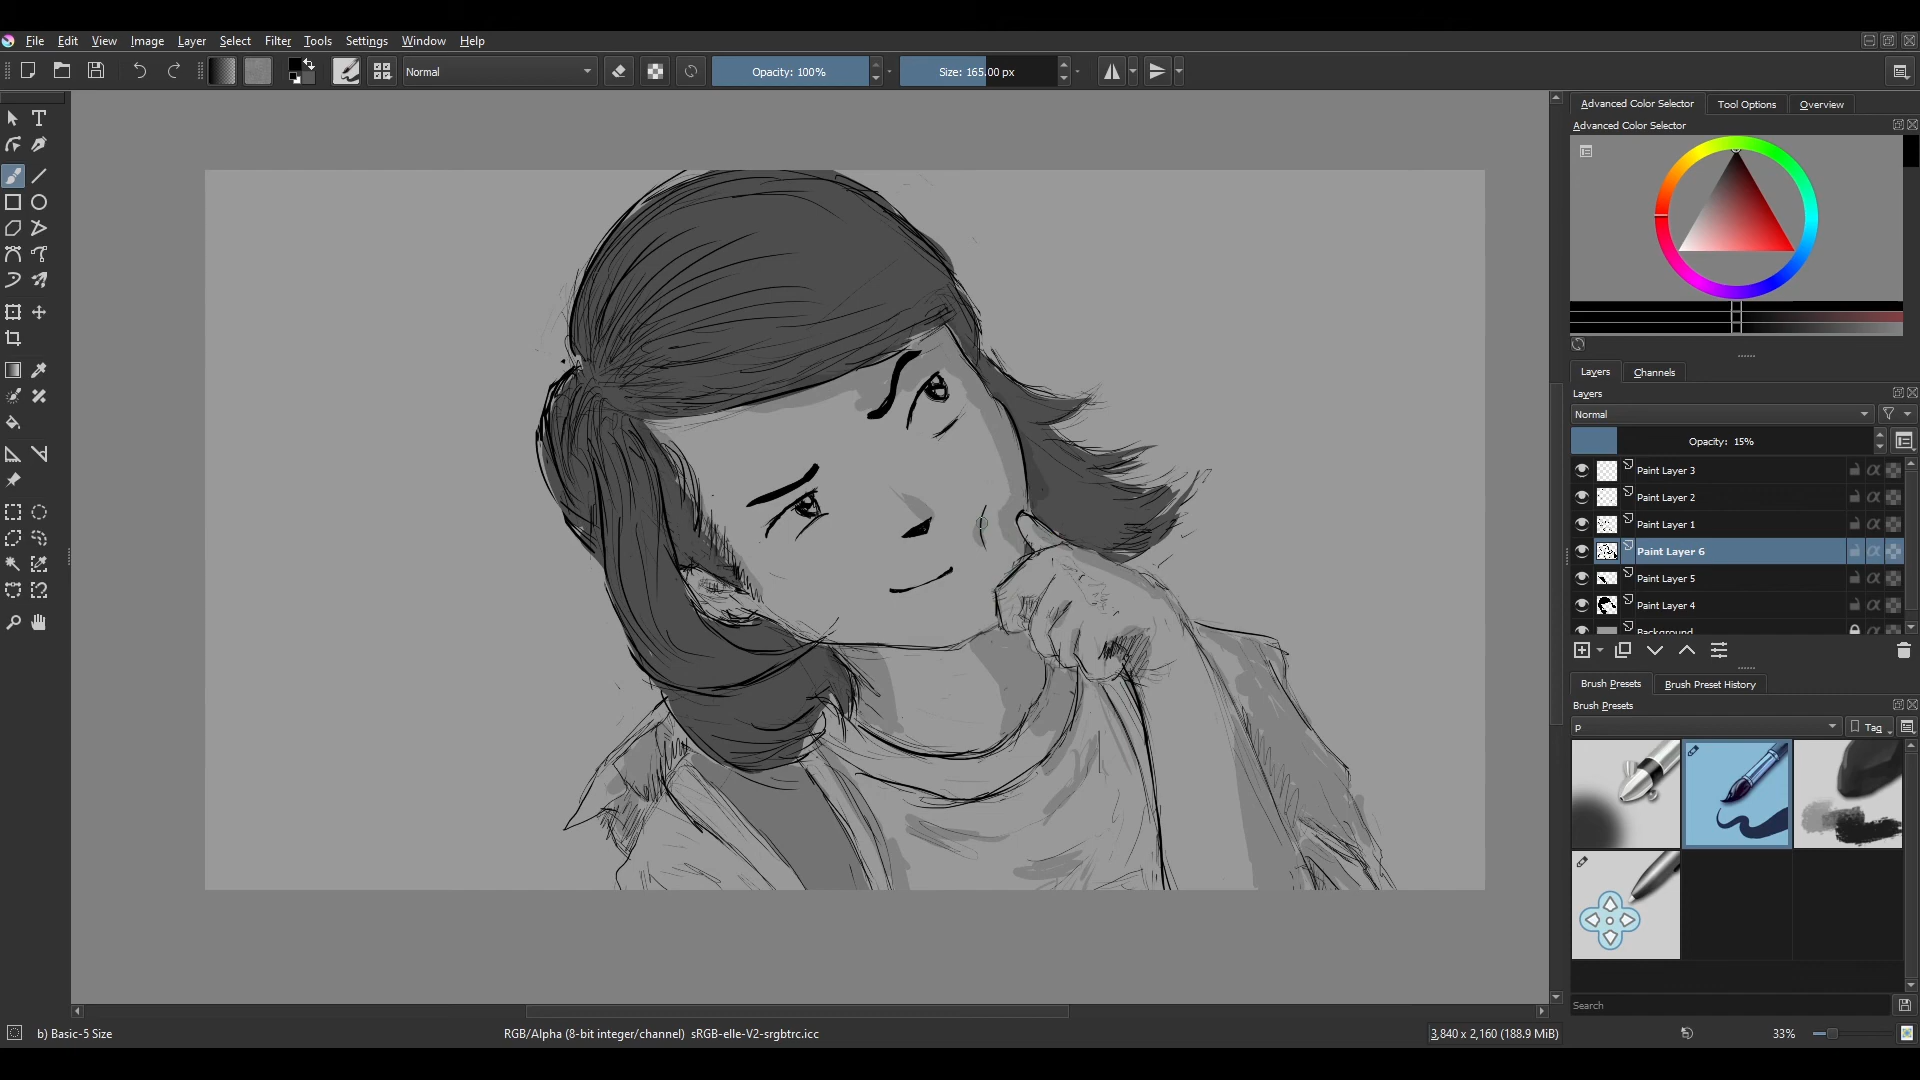 File Edit View Image Layer Select Filter Settings Tools Window Help
Normal
Opacity: 100%
Size: 165.00 px
Advanced Color Selector Tool Options Overview
Advanced Color Selector
Layers Channels
Layers
Normal
Opacity: 15%
Paint Layer 3
Paint Layer 2
Paint Layer 1
Paint Layer 6
Paint Layer 5
Paint Layer 4
Background
Brush Presets Brush Preset History
Brush Presets
p
Tag
Search
b) Basic-5 Size
RGB/Alpha (8-bit integer/channel) sRGB-elle-V2-srgbtrc.icc
3,840 x 2,160 (188.9 MiB)
33%